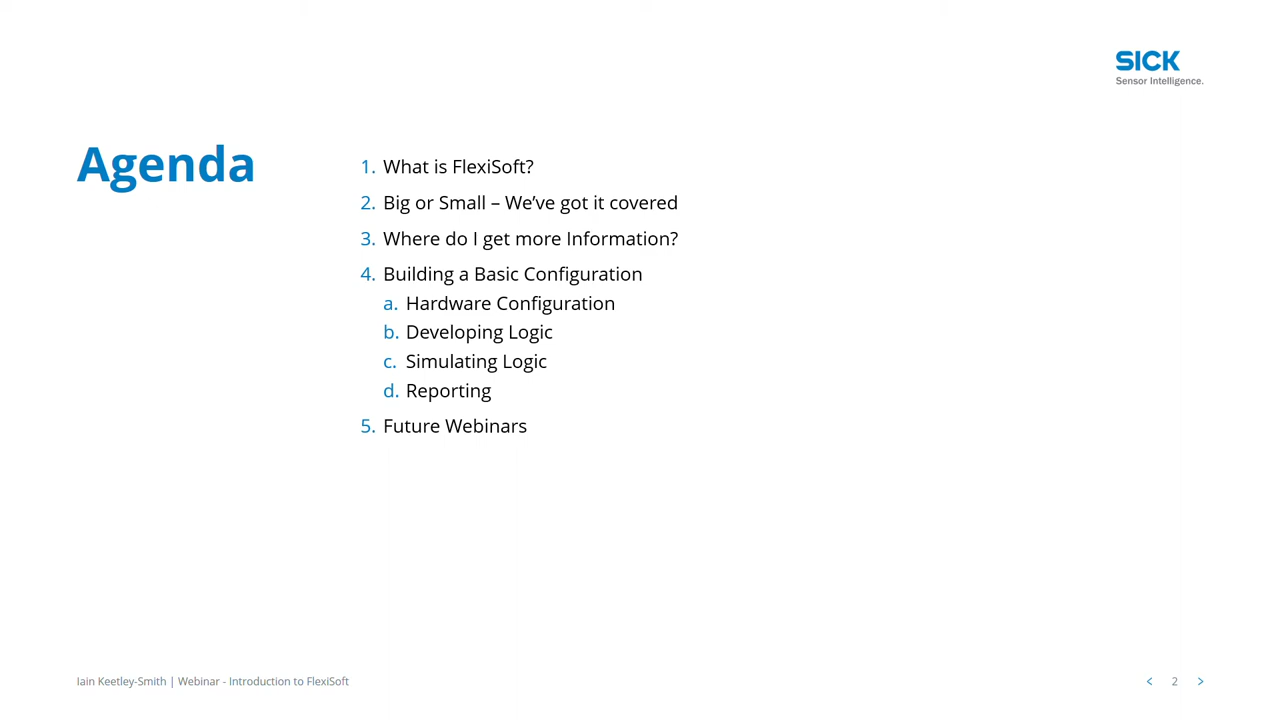 SICK
Sensor Intelligence.
Agenda
1. What is FlexiSoft?
2. Big or Small – We’ve got it covered
3. Where do I get more Information?
4. Building a Basic Configuration
a. Hardware Configuration
b. Developing Logic
c. Simulating Logic
d. Reporting
5. Future Webinars
Iain Keetley-Smith | Webinar - Introduction to FlexiSoft
< 2 >